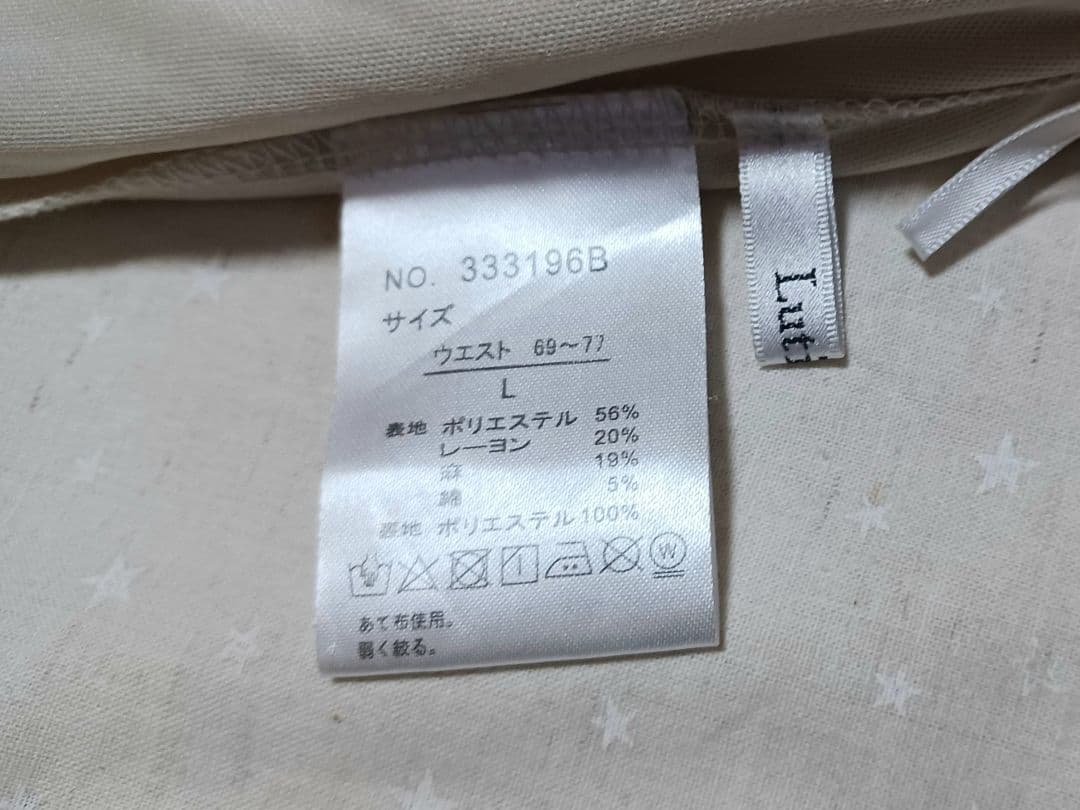 NO. 333196B
サイズ
ウエスト 69～77
L
表地 ポリエステル 56%
レーヨン 20%
麻 19%
綿 5%
表地 ポリエステル 100%
W
あて布使用。
弱く絞る。